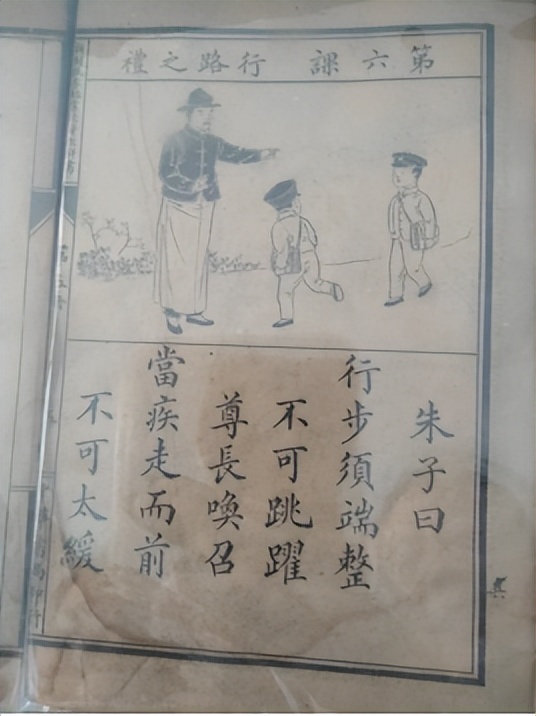 第六課 行路之禮
朱子曰
行步須端整
不可跳躍
尊長喚召
當疾走而前
不可太緩